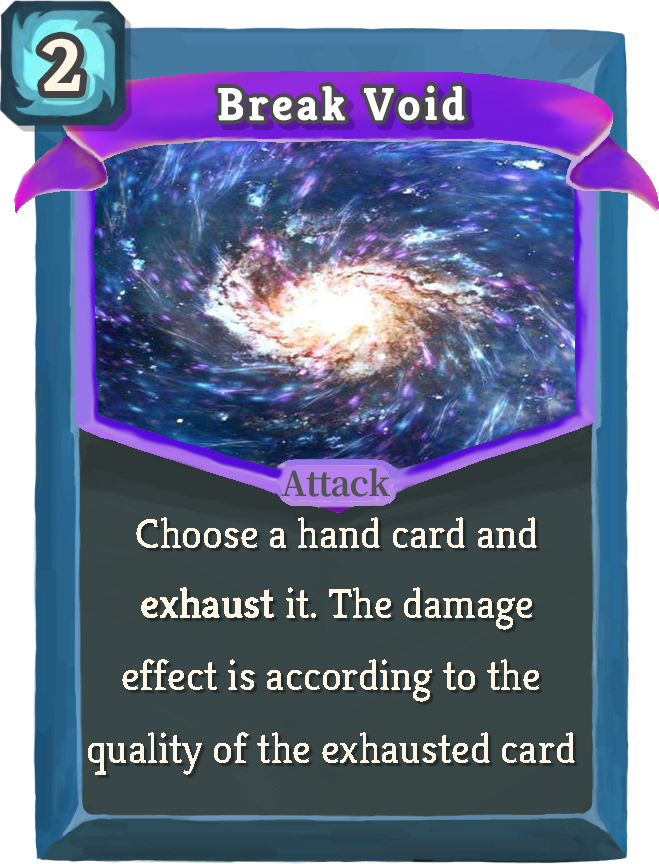 2
Break Void
Attack
Choose a hand card and
exhaust it. The damage
effect is according to the
quality of the exhausted card